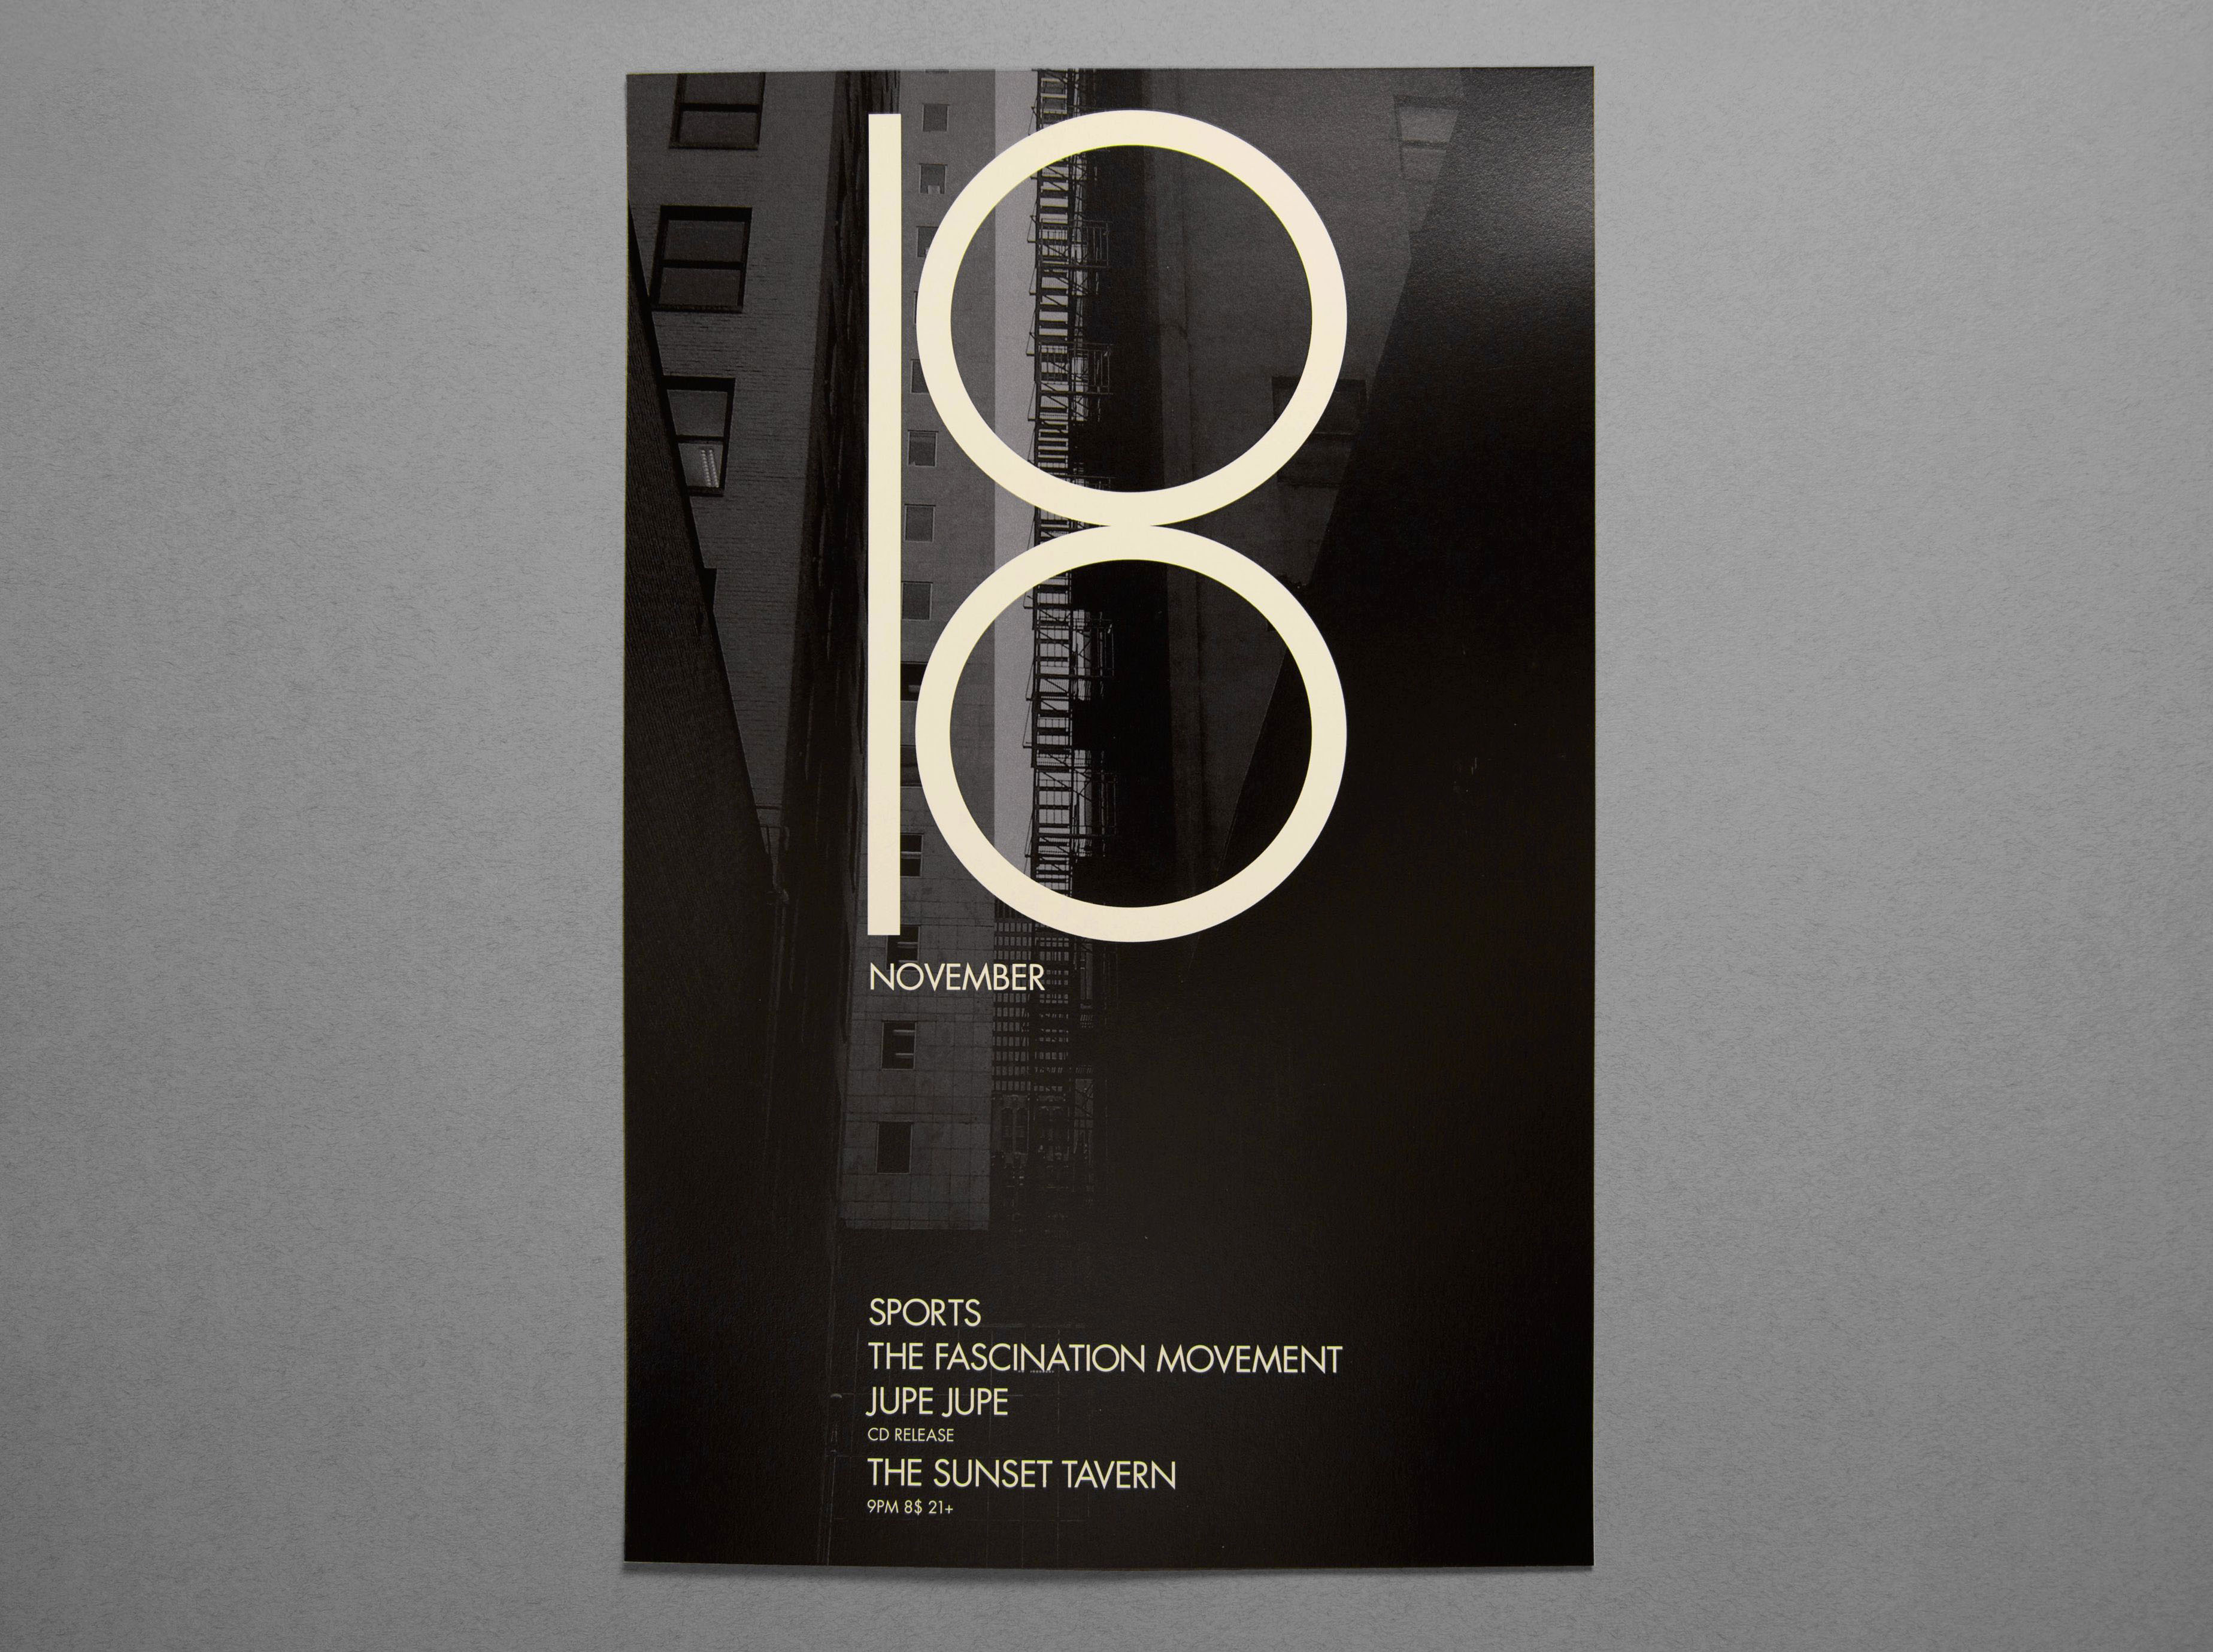 18
NOVEMBER
SPORTS
THE FASCINATION MOVEMENT
JUPE JUPE
CD RELEASE
THE SUNSET TAVERN
9PM 8$ 21+